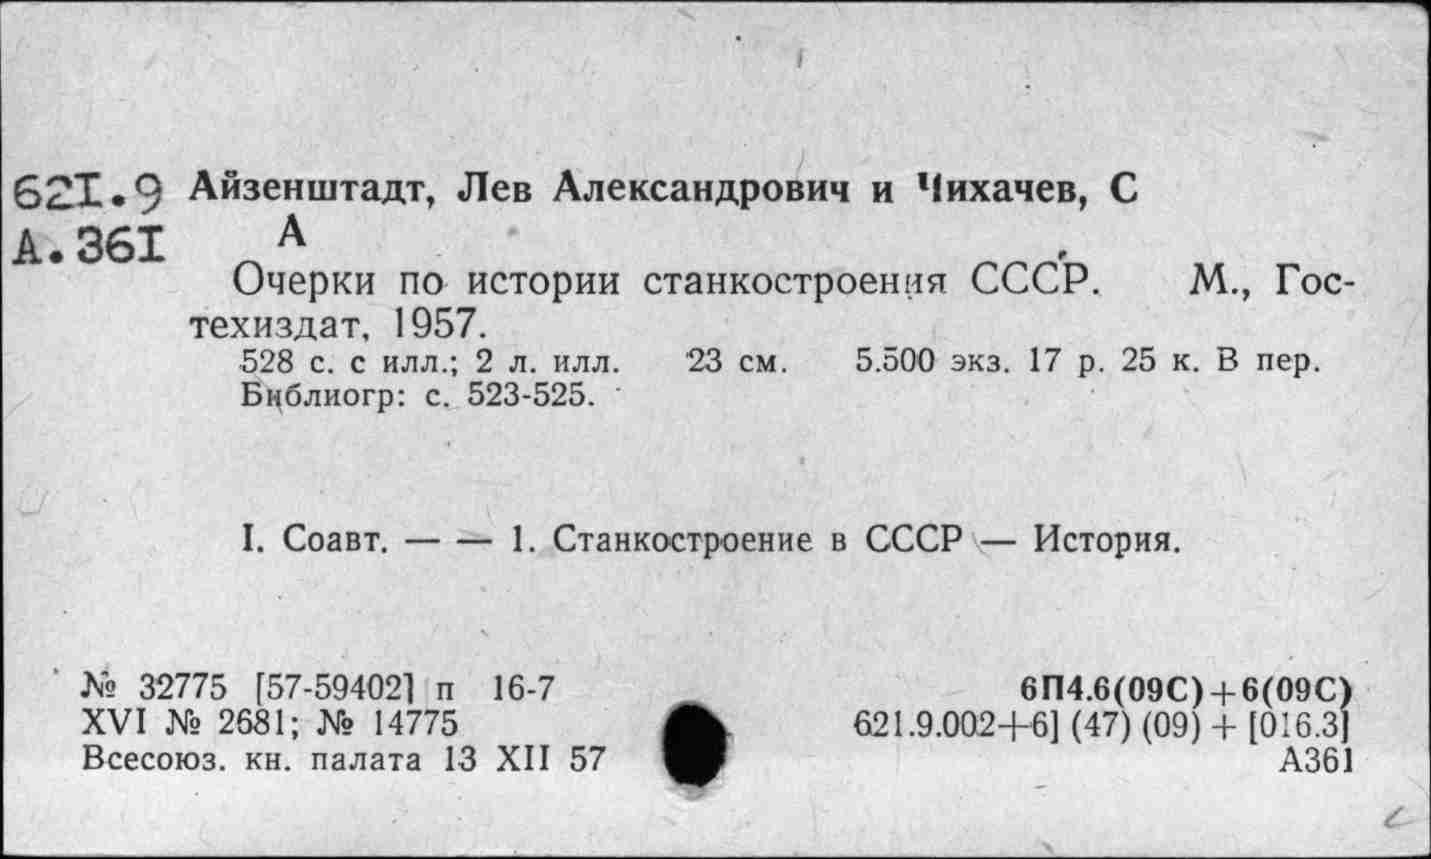 621.9 Айзенштадт, Лев Александрович и Чихачев, С
А.361 А
Очерки по истории станкостроения СССР. М., Гос-
техиздат, 1957.
528 с. с илл.; 2 л. илл. 23 см. 5.500 экз. 17 р. 25 к. В пер.
Библиогр: с. 523-525.
I. Соавт. — — 1. Станкостроение в СССР — История.
№ 32775 [57-59402] п 16-7 6П4.6(09С)+6(09С)
XVI № 2681; № 14775 621.9.002+6] (47) (09) + [016.3]
Всесоюз. кн. палата 13 XII 57 А361